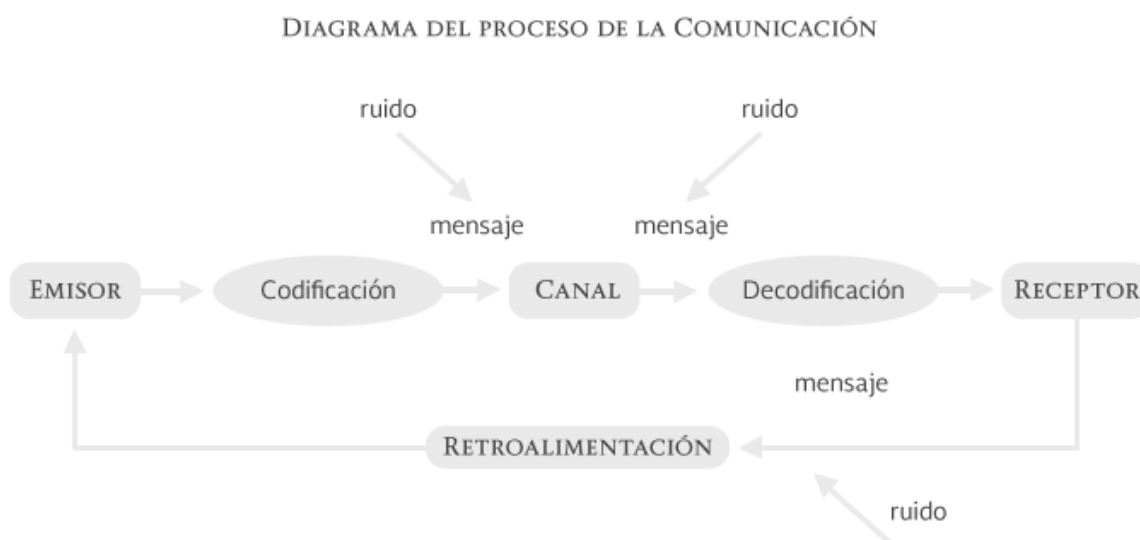 DIAGRAMA DEL PROCESO DE LA COMUNICACIÓN
ruido
ruido
mensaje
mensaje
EMISOR
Codificación
CANAL
Decodificación
RECEPTOR
mensaje
RETROALIMENTACIÓN
ruido